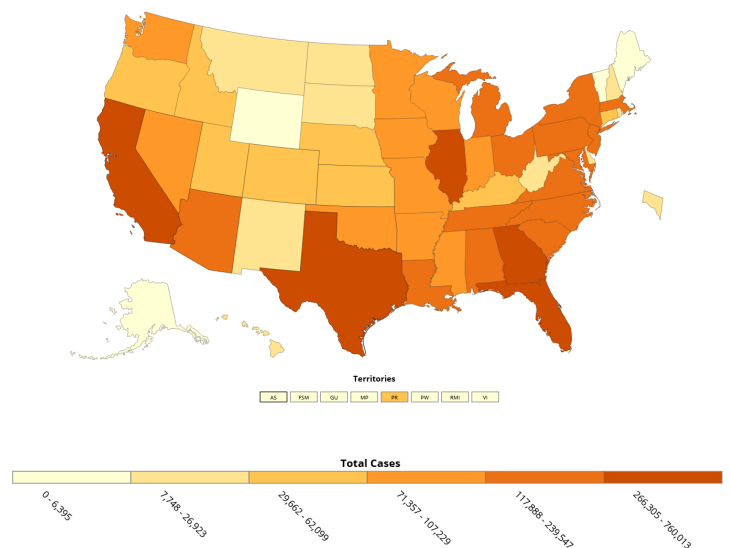 Territories
AS FSM GU MP PR PW RMI VI
Total Cases
0 - 6,395
7,748 - 26,923
29,662 - 62,099
71,357 - 107,229
117,888 - 239,547
266,305 - 760,013